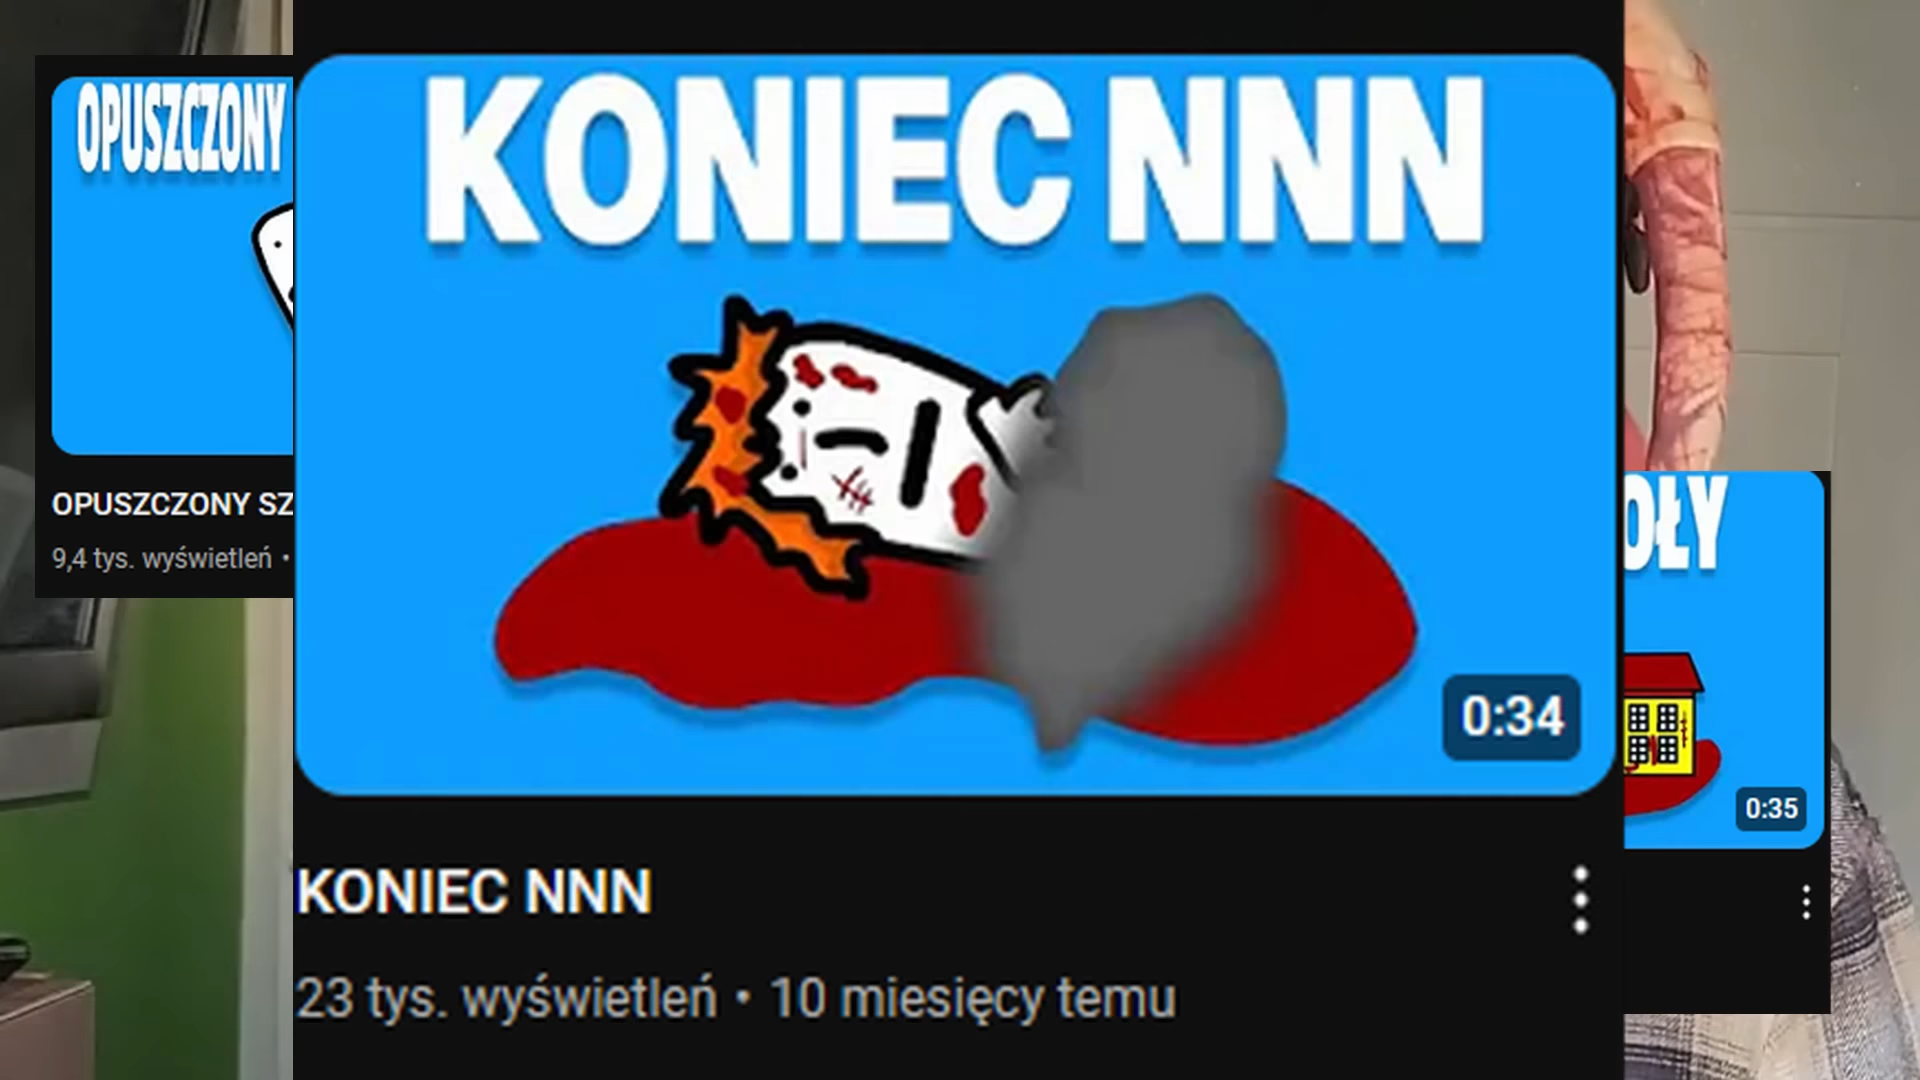 OPUSZCZONY
OPUSZCZONY SZ
9,4 tys. wyświetleń •
KONIEC NNN
0:34
KONIEC NNN
23 tys. wyświetleń • 10 miesięcy temu
OŁY
0:35